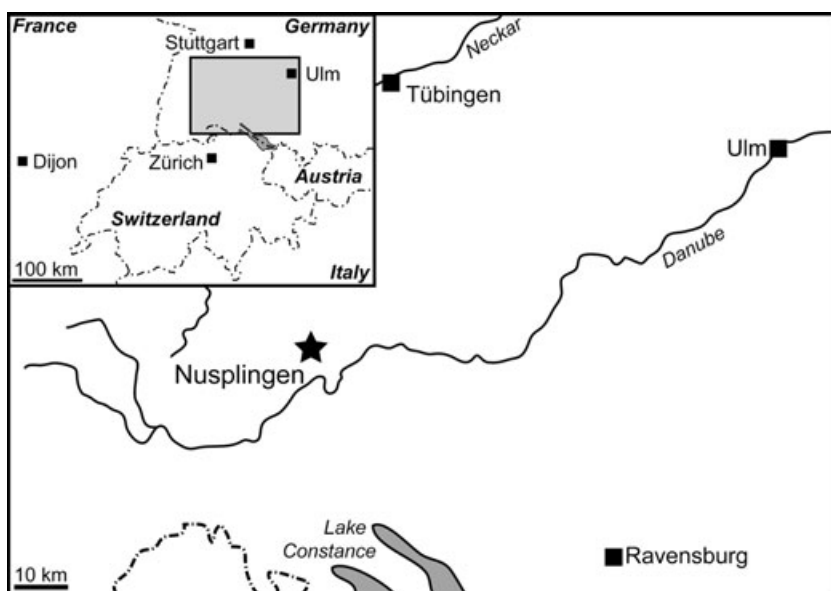 France
Germany
Stuttgart
Ulm
Dijon
Zürich
Austria
Switzerland
Italy
100 km
Neckar
Tübingen
Ulm
Danube
Nusplingen
Lake
Constance
Ravensburg
10 km